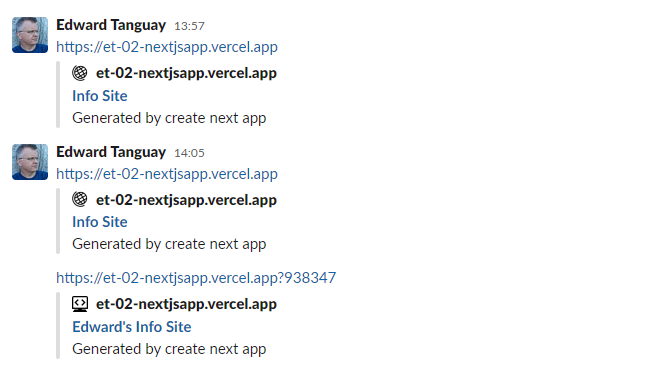 Edward Tanguay 13:57
https://et-02-nextjsapp.vercel.app
et-02-nextjsapp.vercel.app
Info Site
Generated by create next app
Edward Tanguay 14:05
https://et-02-nextjsapp.vercel.app
et-02-nextjsapp.vercel.app
Info Site
Generated by create next app
https://et-02-nextjsapp.vercel.app?938347
et-02-nextjsapp.vercel.app
Edward's Info Site
Generated by create next app